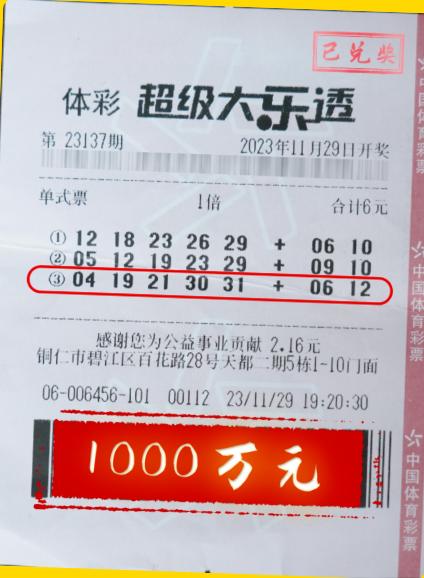 已兑奖
体彩 超级大乐透
第 23137期 2023年11月29日开奖
单式票 1倍 合计6元
① 12 18 23 26 29 + 06 10
② 05 12 19 23 29 + 09 10
③ 04 19 21 30 31 + 06 12
感谢您为公益事业贡献 2.16元
铜仁市碧江区百花路28号天都二期5栋1-10门面
06-006456-101 00112 23/11/29 19:20:30
1000万元
中国体育彩票
中国体育彩票
中国体育彩票